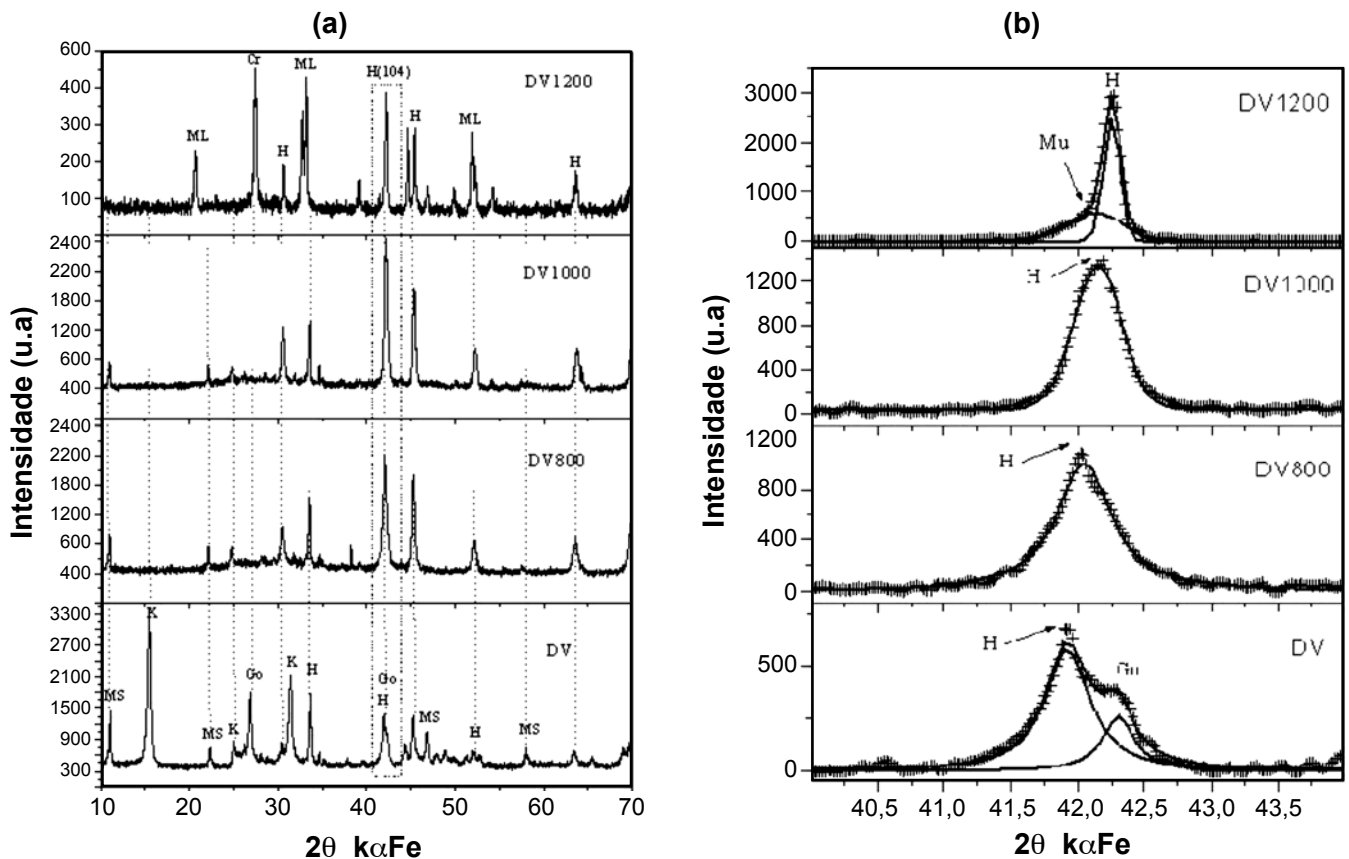 (a)
Intensidade (u.a)
600
400
300
200
100
ML
Cr
H
ML
H(104)
H
ML
H
DV1200
2400
2200
1800
1200
600
400
DV1000
2400
2200
1800
1200
600
400
DV800
3300
2700
2100
1500
900
300
MS
K
MS
K
Go
K
H
Go
H
MS
H
MS
DV
10 20 30 40 50 60 70
2θ kαFe
(b)
Intensidade (u.a)
3000
2000
1000
0
Mu
H
DV1200
1200
800
400
0
H
DV1000
1200
800
400
0
H
DV800
500
0
H
DV
40,5 41,0 41,5 42,0 42,5 43,0 43,5
2θ kαFe